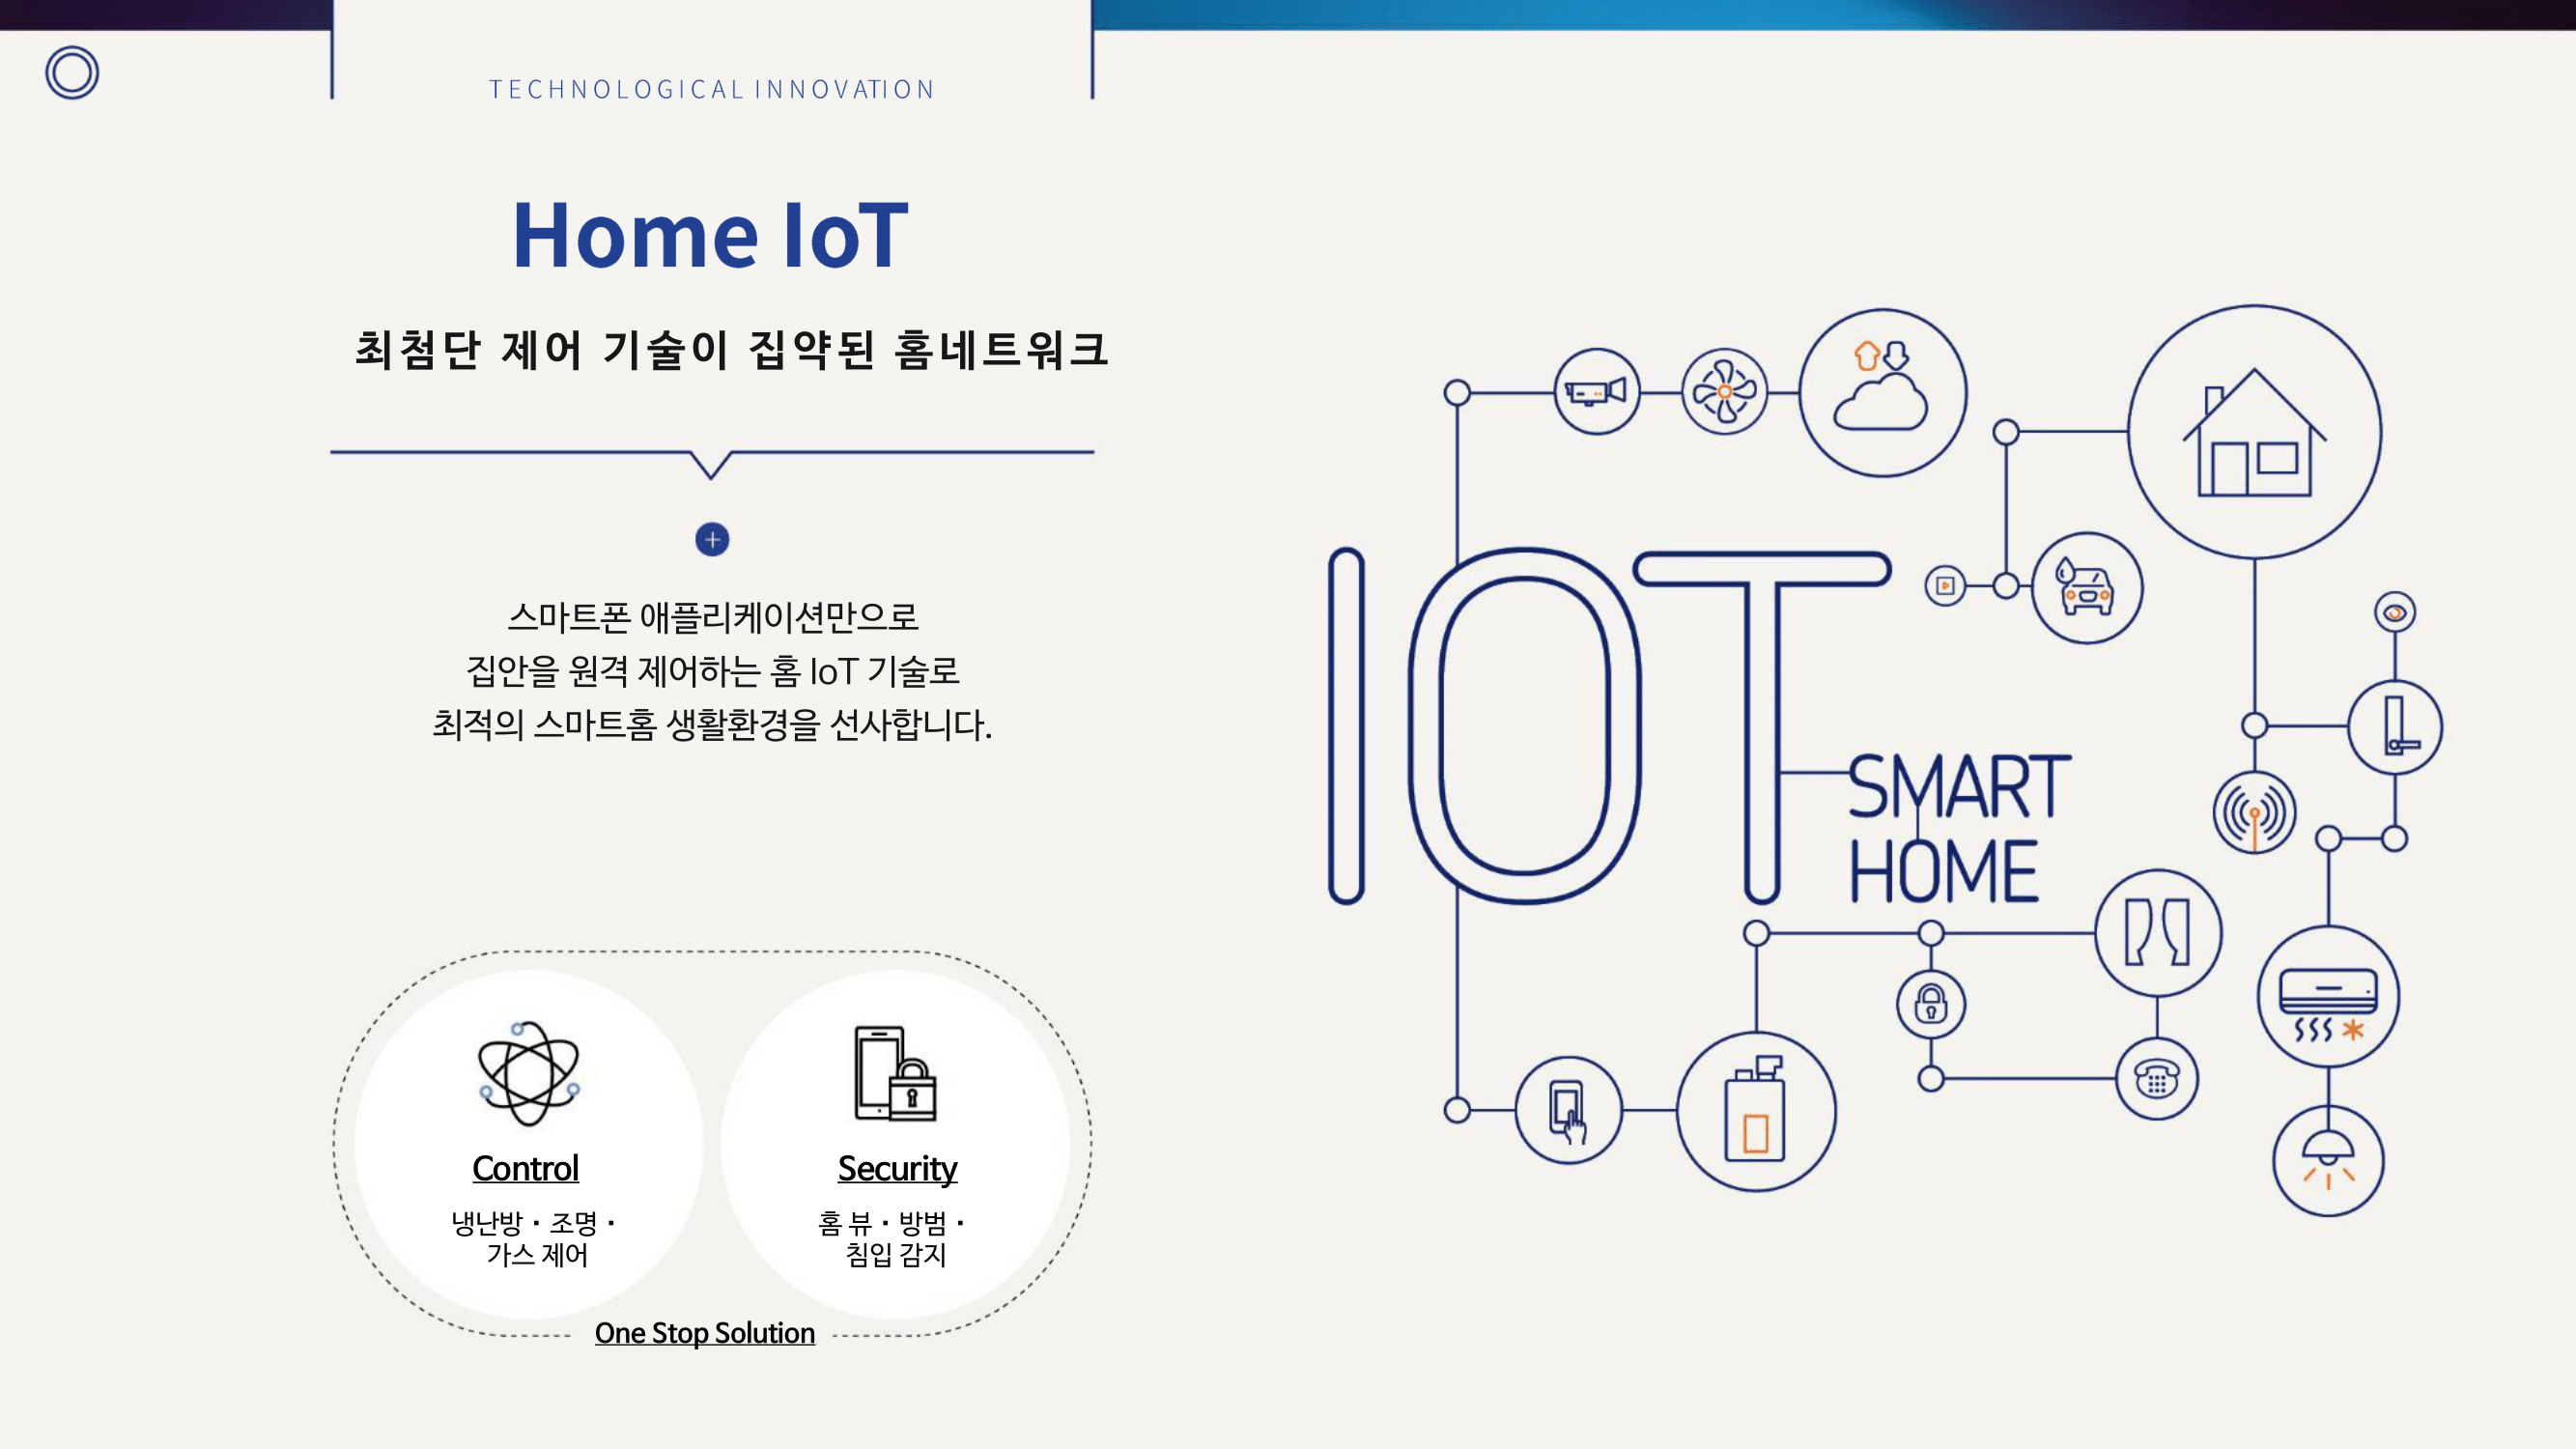 TECHNOLOGICAL INNOVATION
Home IoT
최첨단 제어 기술이 집약된 홈네트워크
스마트폰 애플리케이션만으로
집안을 원격 제어하는 홈 IoT 기술로
최적의 스마트홈 생활환경을 선사합니다.
Control
냉난방 · 조명 ·
가스 제어
Security
홈 뷰 · 방범 ·
침입 감지
One Stop Solution
IOT
SMART
HOME